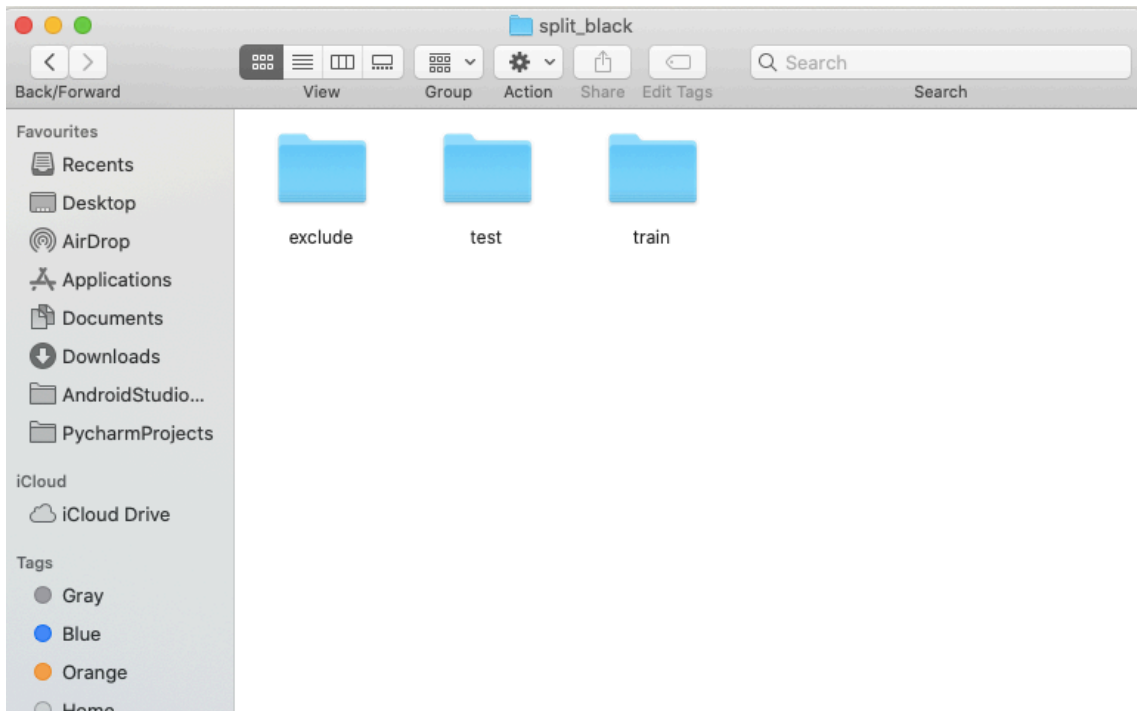 split_black
Search
Back/Forward View Group Action Share Edit Tags Search
Favourites
Recents
Desktop
AirDrop
Applications
Documents
Downloads
AndroidStudio...
PycharmProjects
iCloud
iCloud Drive
Tags
Gray
Blue
Orange
Home
exclude test train